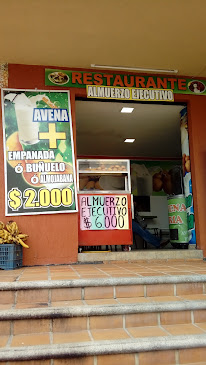 RESTAURANTE
ALMUERZO EJECUTIVO
AVENA
+
EMPANADA
Ó BUÑUELO
Ó ALMOJABANA
$2.000
ALMUERZO
EJECUTIVO
$6000